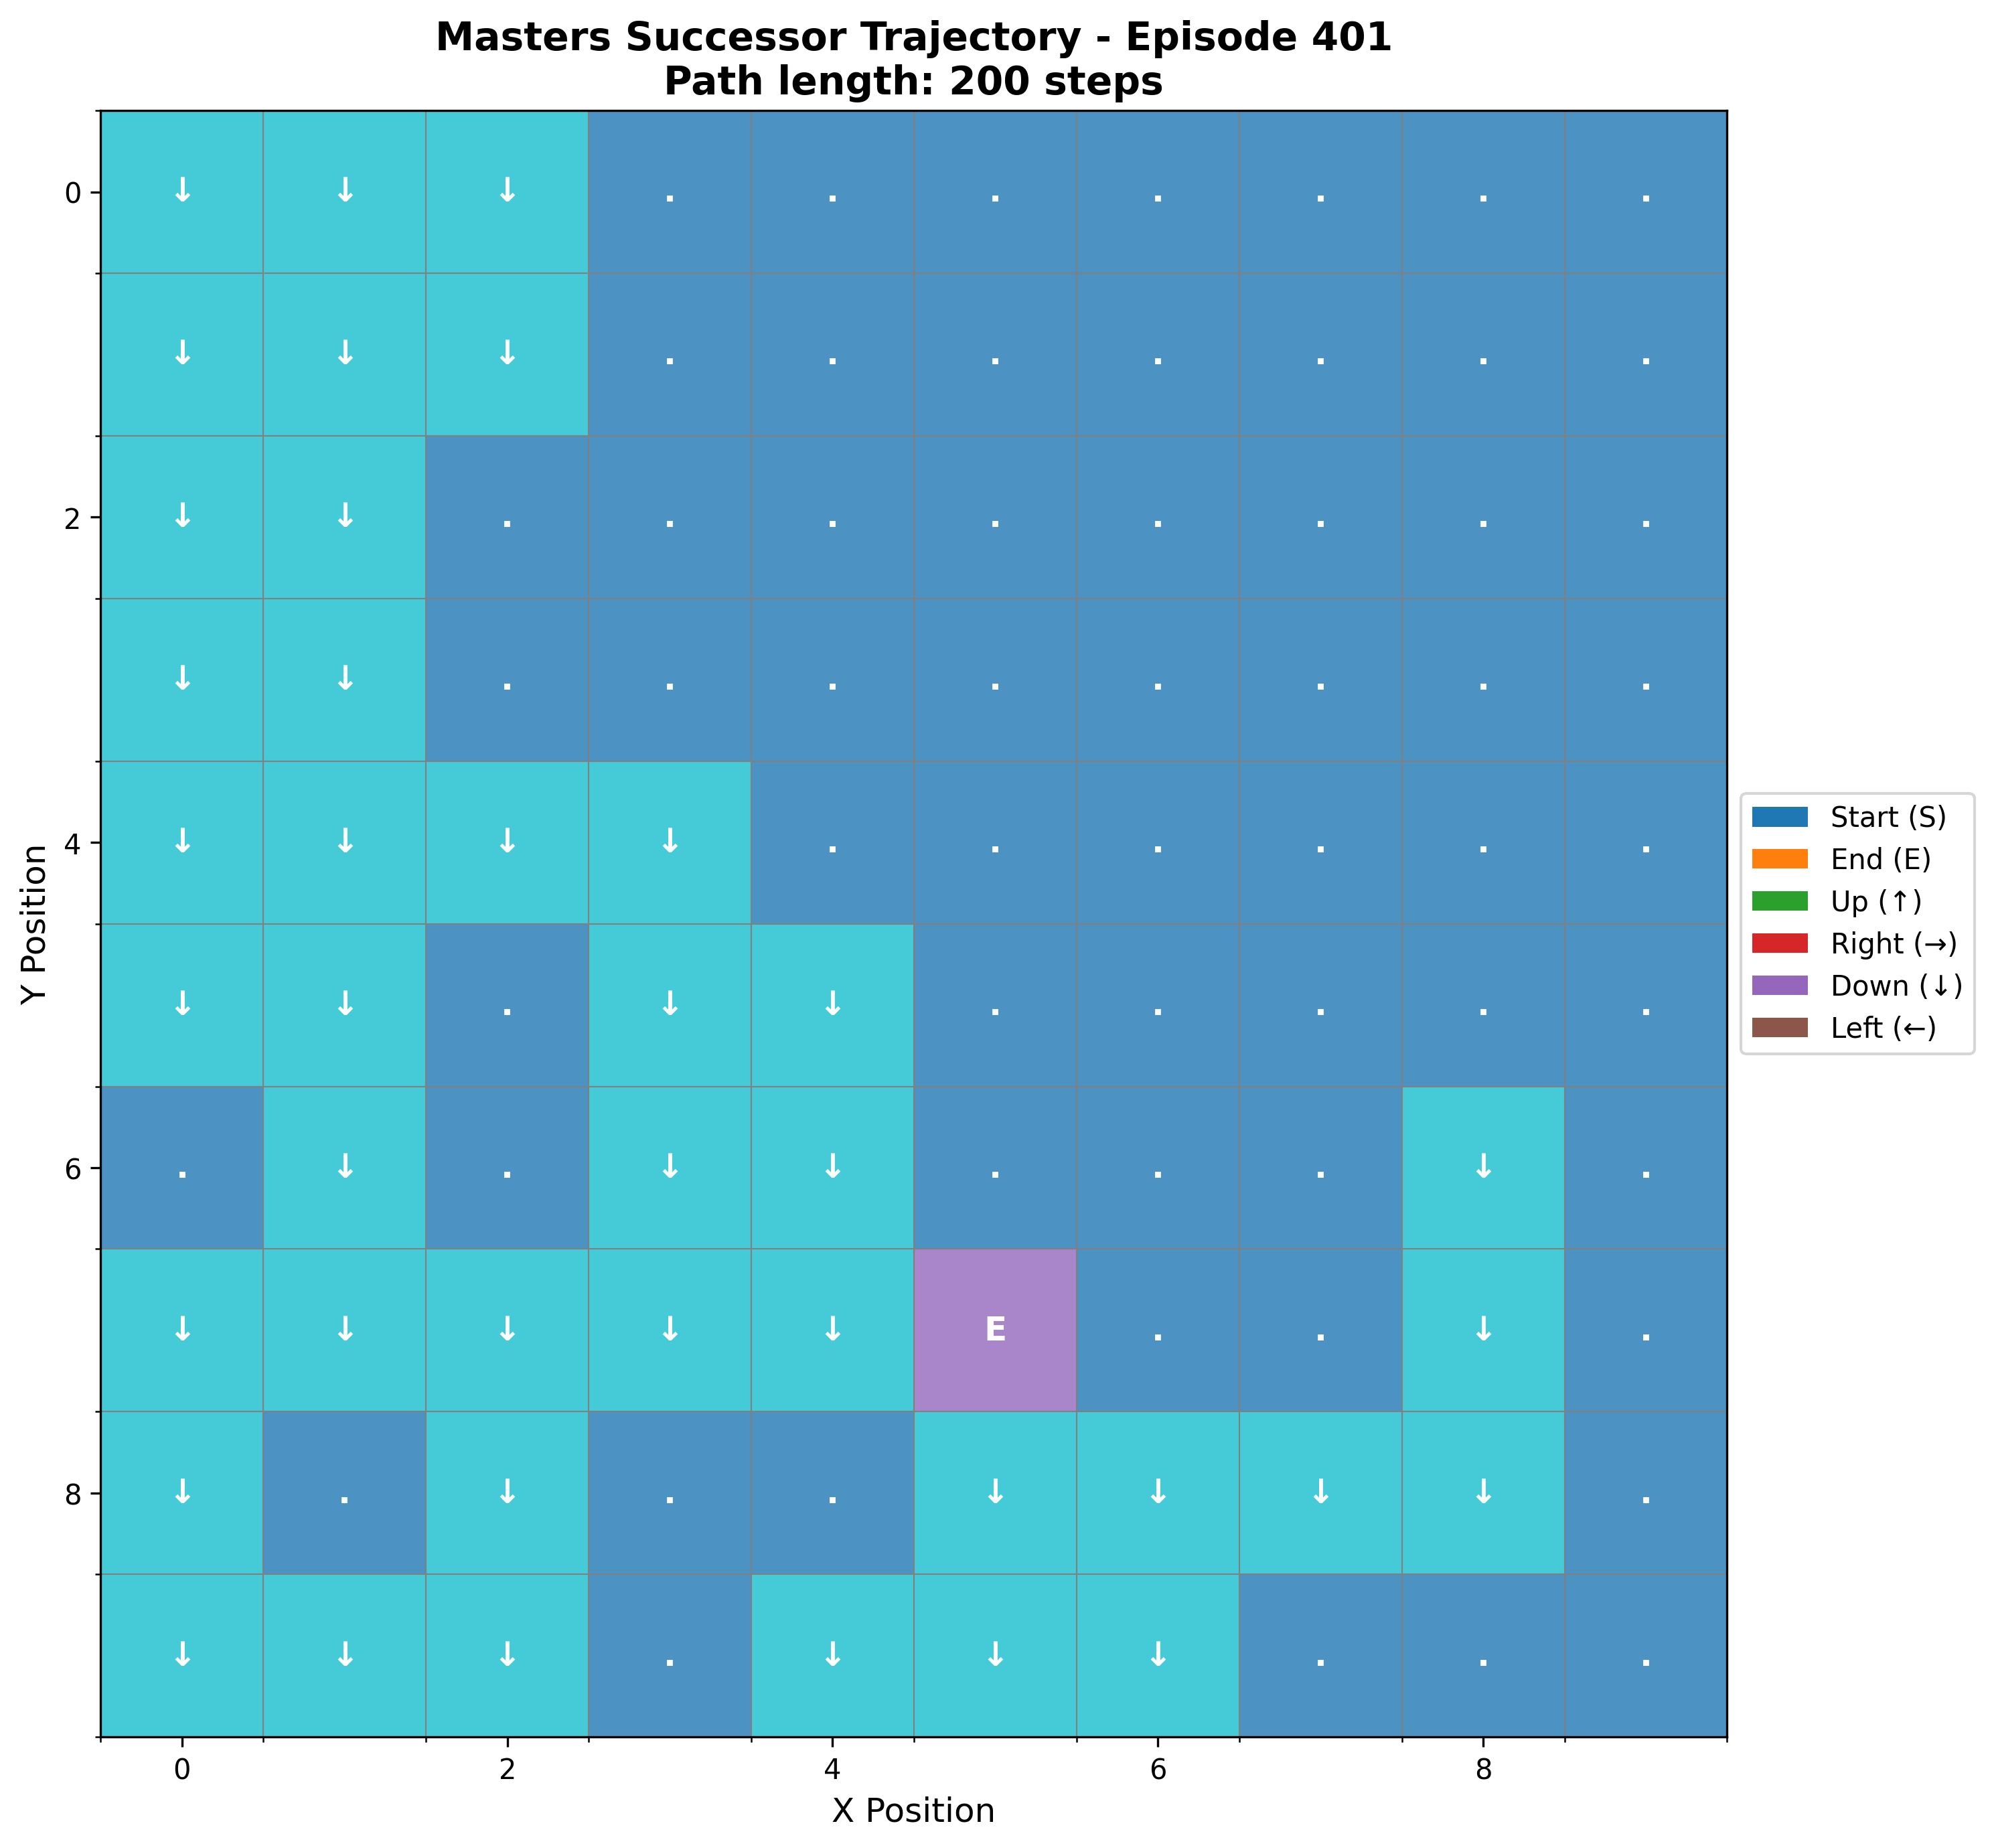 Masters Successor Trajectory - Episode 401
Path length: 200 steps
0 ↓ ↓ ↓ . . . . . . .
↓ ↓ ↓ . . . . . . .
2 ↓ ↓ . . . . . . . .
↓ ↓ . . . . . . . .
4 ↓ ↓ ↓ ↓ . . . . . .
↓ ↓ . ↓ ↓ . . . . .
6 . ↓ . ↓ ↓ . . . ↓ .
↓ ↓ ↓ ↓ ↓ E . . ↓ .
8 ↓ . ↓ . . ↓ ↓ ↓ ↓ .
↓ ↓ ↓ . ↓ ↓ ↓ . . .
0 2 4 6 8
X Position
Y Position
Start (S)
End (E)
Up (↑)
Right (→)
Down (↓)
Left (←)